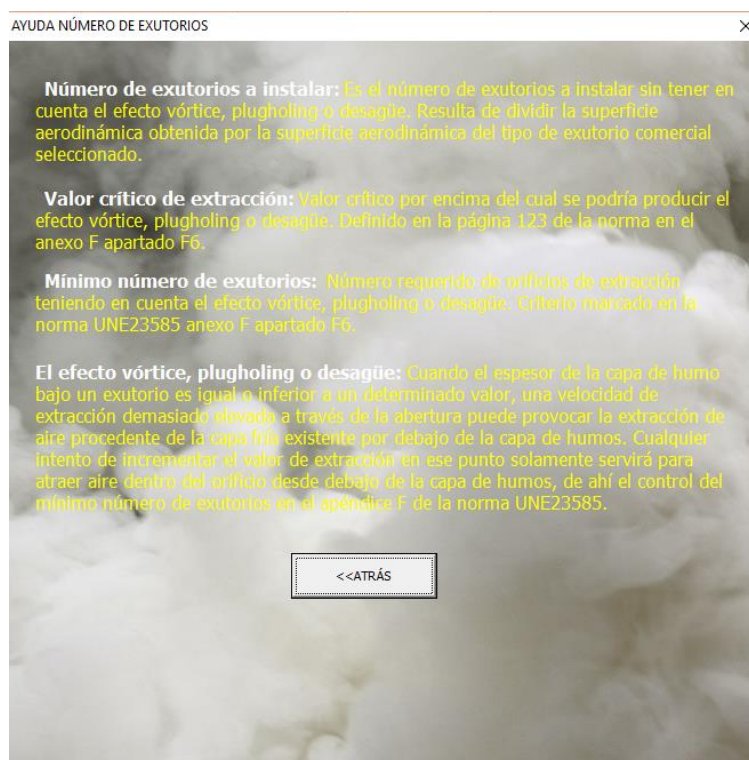 AYUDA NÚMERO DE EXUTORIOS
Número de exutorios a instalar: Es el número de exutorios a instalar sin tener en
cuenta el efecto vórtice, plugholing o desagüe. Resulta de dividir la superficie
aerodinámica obtenida por la superficie aerodinámica del tipo de exutorio comercial
seleccionado.
Valor crítico de extracción: Valor crítico por encima del cual se podría producir el
efecto vórtice, plugholing o desagüe. Definido en la página 123 de la norma en el
anexo F apartado F6.
Mínimo número de exutorios: Número requerido de orificios de extracción
teniendo en cuenta el efecto vórtice, plugholing o desagüe. Criterio marcado en la
norma UNE23585 anexo F apartado F6.
El efecto vórtice, plugholing o desagüe: Cuando el espesor de la capa de humo
bajo un exutorio es igual o inferior a un determinado valor, una velocidad de
extracción demasiado elevada a través de la abertura puede provocar la extracción de
aire procedente de la capa fría existente por debajo de la capa de humos. Cualquier
intento de incrementar el valor de extracción en ese punto solamente servirá para
atraer aire dentro del orificio desde debajo de la capa de humos, de ahí el control del
mínimo número de exutorios en el apéndice F de la norma UNE23585.
<<ATRÁS